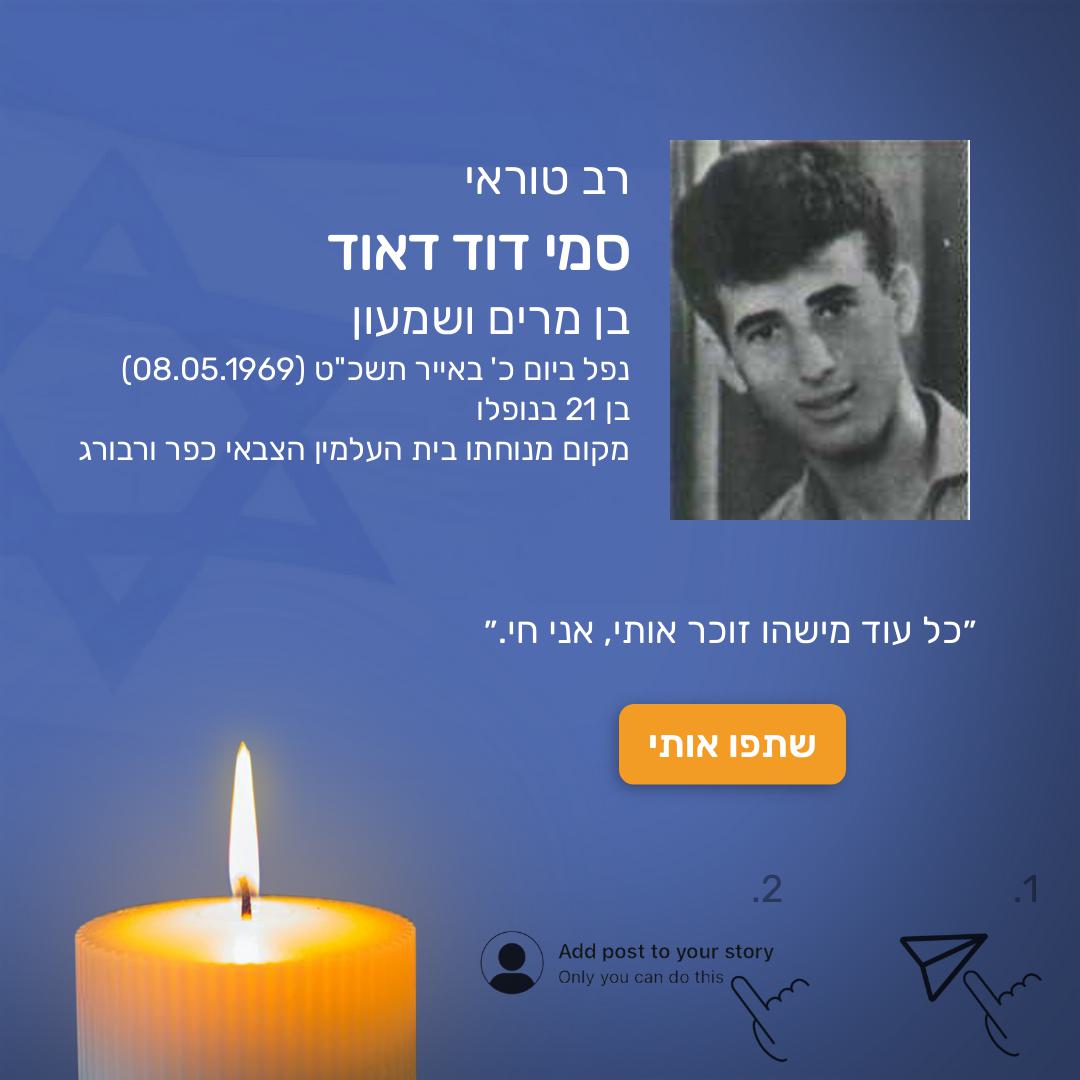 רב טוראי
סמי דוד דאוד
בן מרים ושמעון
נפל ביום כ' באייר תשכ"ט (08.05.1969)
בן 21 בנופלו
מקום מנוחתו בית העלמין הצבאי כפר ורבורג
״כל עוד מישהו זוכר אותי, אני חי.״
שתפו אותי
1.
2.
Add post to your story
Only you can do this